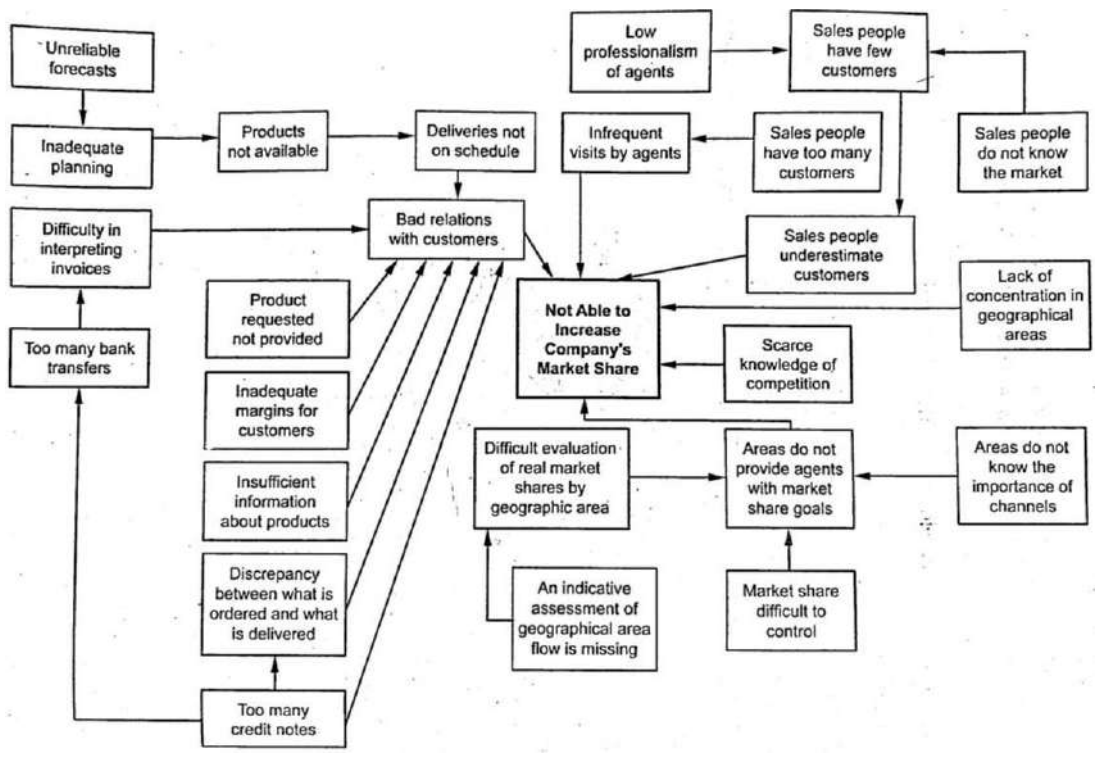 Unreliable
forecasts
Low
professionalism
of agents
Sales people
have few
customers
Inadequate
planning
Products
not available
Deliveries not
on schedule
Infrequent
visits by agents
Sales people
have too many
customers
Sales people
do not know
the market
Difficulty in
interpreting
invoices
Bad relations
with customers
Sales people
underestimate
customers
Product
requested
not provided
Not Able to
Increase
Company's
Market Share
Lack of
concentration in
geographical
areas
Too many bank
transfers
Scarce
knowledge of
competition
Inadequate
margins for
customers
Difficult evaluation
of real market
shares by
geographic area
Areas do not
provide agents
with market
share goals
Areas do not
know the
importance of
channels
Insufficient
information
about products
Discrepancy
between what is
ordered and what
is delivered
An indicative
assessment of
geographical area
flow is missing
Market share
difficult to
control
Too many
credit notes